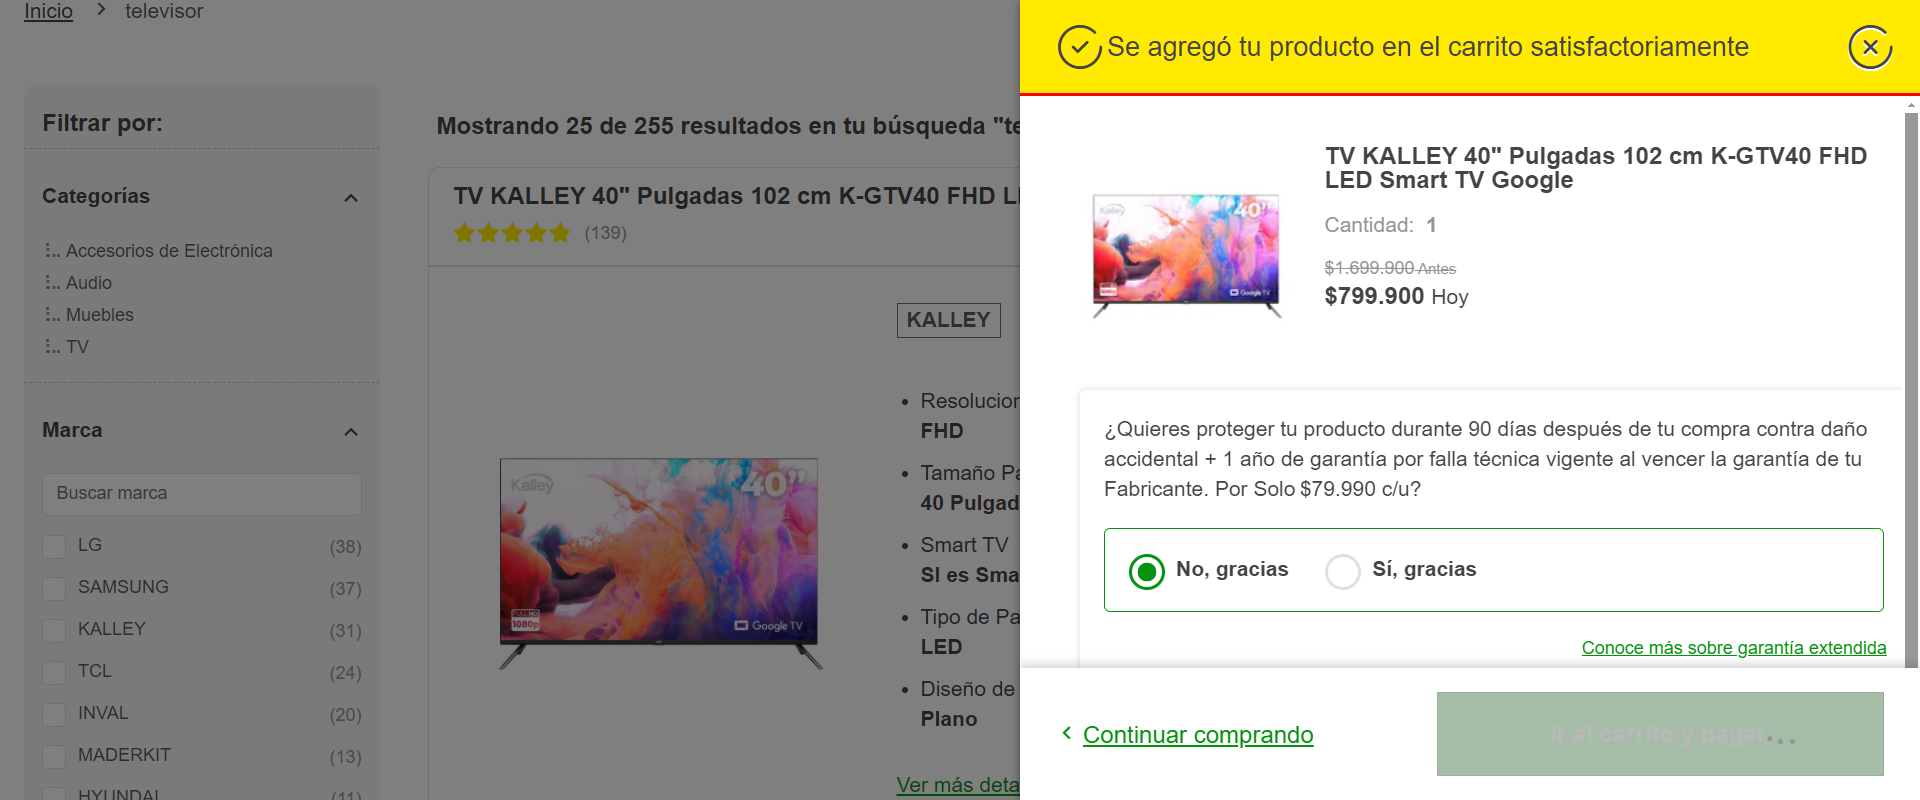 Inicio > televisor
Filtrar por:
Categorías
Accesorios de Electrónica
Audio
Muebles
TV
Marca
Buscar marca
LG (38)
SAMSUNG (37)
KALLEY (31)
TCL (24)
INVAL (20)
MADERKIT (13)
HYUNDAI (11)
Mostrando 25 de 255 resultados en tu búsqueda "te
TV KALLEY 40" Pulgadas 102 cm K-GTV40 FHD LE
(139)
KALLEY
Kalley
40”
FULL HD
1080p
Google TV
Resolucion
FHD
Tamaño Pa
40 Pulgad
Smart TV
SI es Sma
Tipo de Pa
LED
Diseño de
Plano
Ver más deta
Se agregó tu producto en el carrito satisfactoriamente
Kalley
40”
1080p
Google TV
TV KALLEY 40" Pulgadas 102 cm K-GTV40 FHD
LED Smart TV Google
Cantidad: 1
$1.699.900 Antes
$799.900 Hoy
¿Quieres proteger tu producto durante 90 días después de tu compra contra daño
accidental + 1 año de garantía por falla técnica vigente al vencer la garantía de tu
Fabricante. Por Solo $79.990 c/u?
No, gracias
Sí, gracias
Conoce más sobre garantía extendida
Continuar comprando
Ir al carrito y pagar...